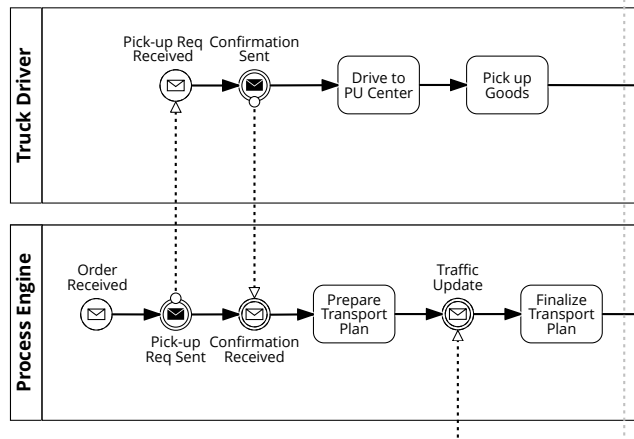 Truck Driver
Pick-up Req
Received
Confirmation
Sent
Drive to
PU Center
Pick up
Goods
Process Engine
Order
Received
Pick-up
Req Sent
Confirmation
Received
Prepare
Transport
Plan
Traffic
Update
Finalize
Transport
Plan